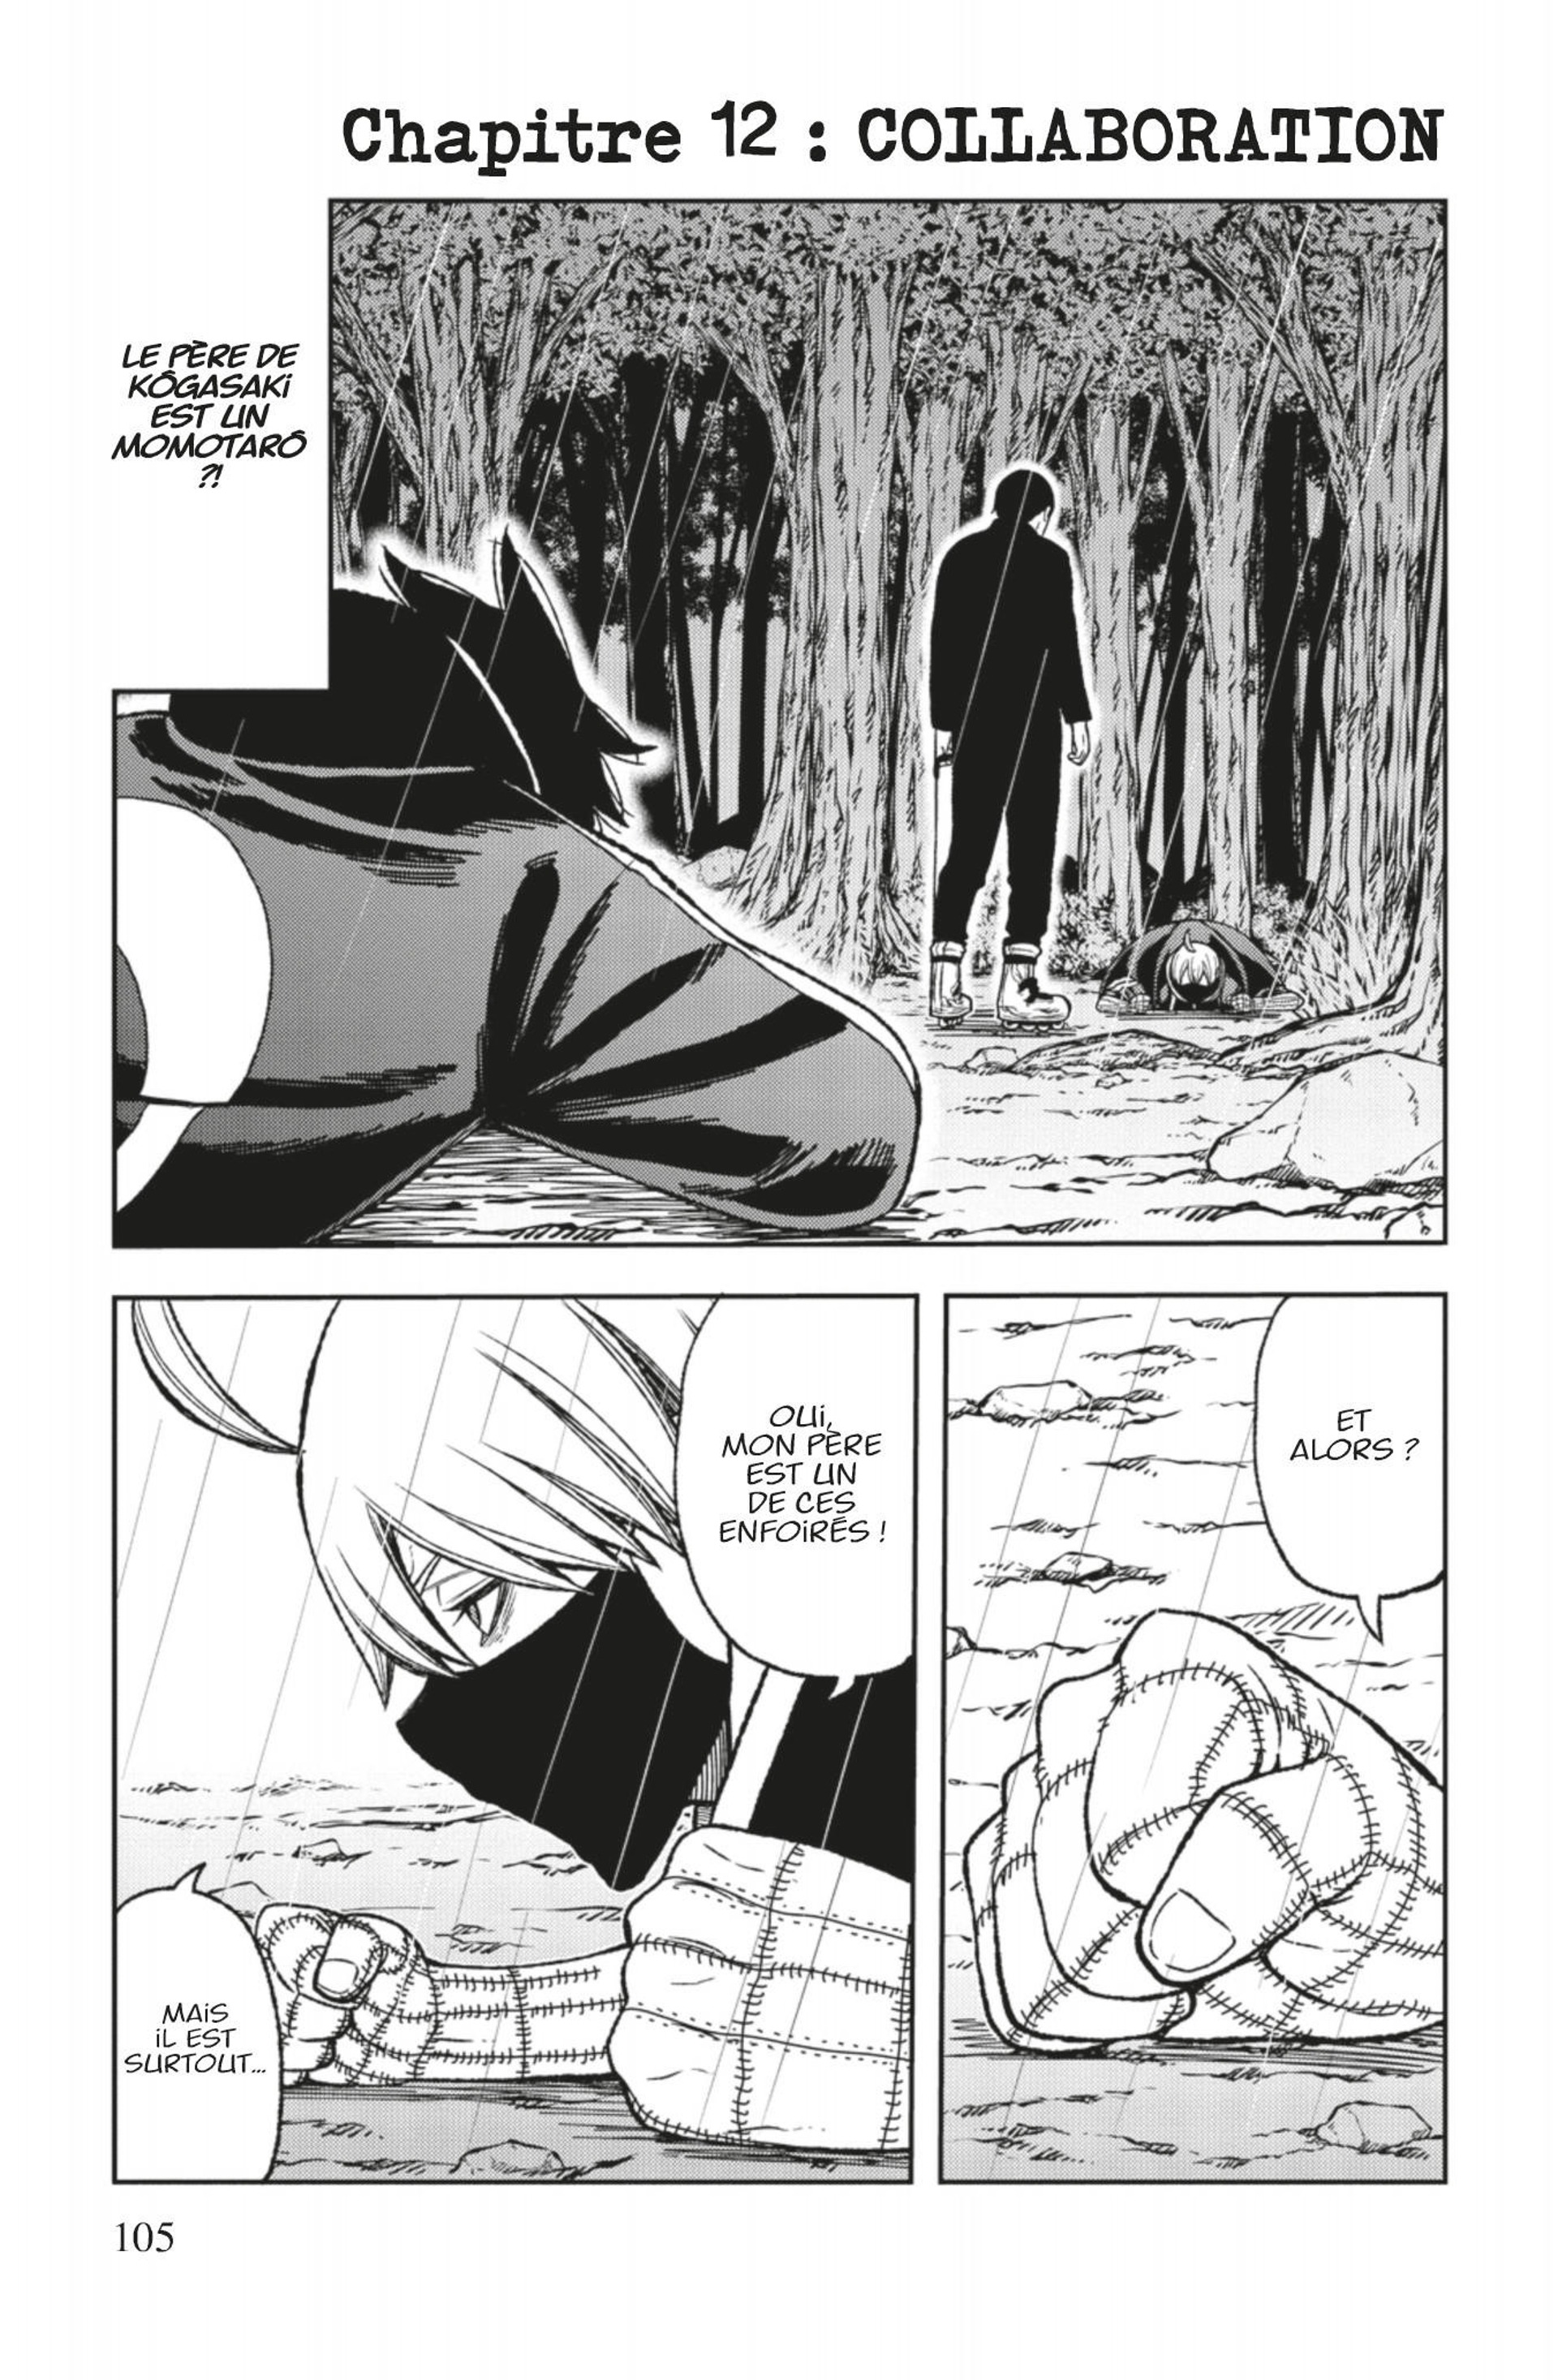 Chapitre 12 : COLLABORATION
LE PÈRE DE
KÔGASAKi
EST UN
MOMOTARÔ
?!
ET
ALORS ?
OUi,
MON PÈRE
EST UN
DE CES
ENFOiRÉS !
MAiS
iL EST
SURTOUT...
105